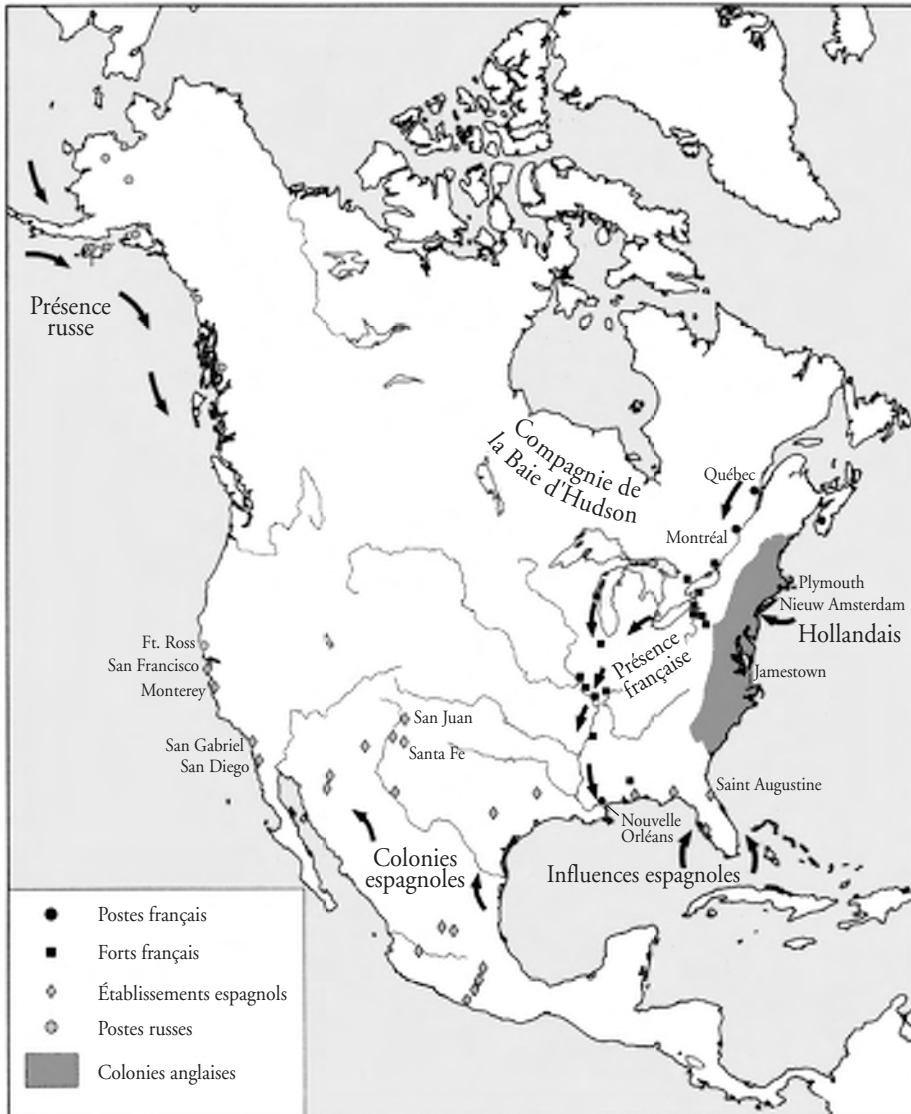 Présence
russe
Compagnie de
la Baie d'Hudson
Québec
Montréal
Plymouth
Nieuw Amsterdam
Hollandais
Jamestown
Présence
française
Ft. Ross
San Francisco
Monterey
San Juan
Santa Fe
San Gabriel
San Diego
Saint Augustine
Nouvelle
Orléans
Colonies
espagnoles
Influences espagnoles
Postes français
Forts français
Établissements espagnols
Postes russes
Colonies anglaises